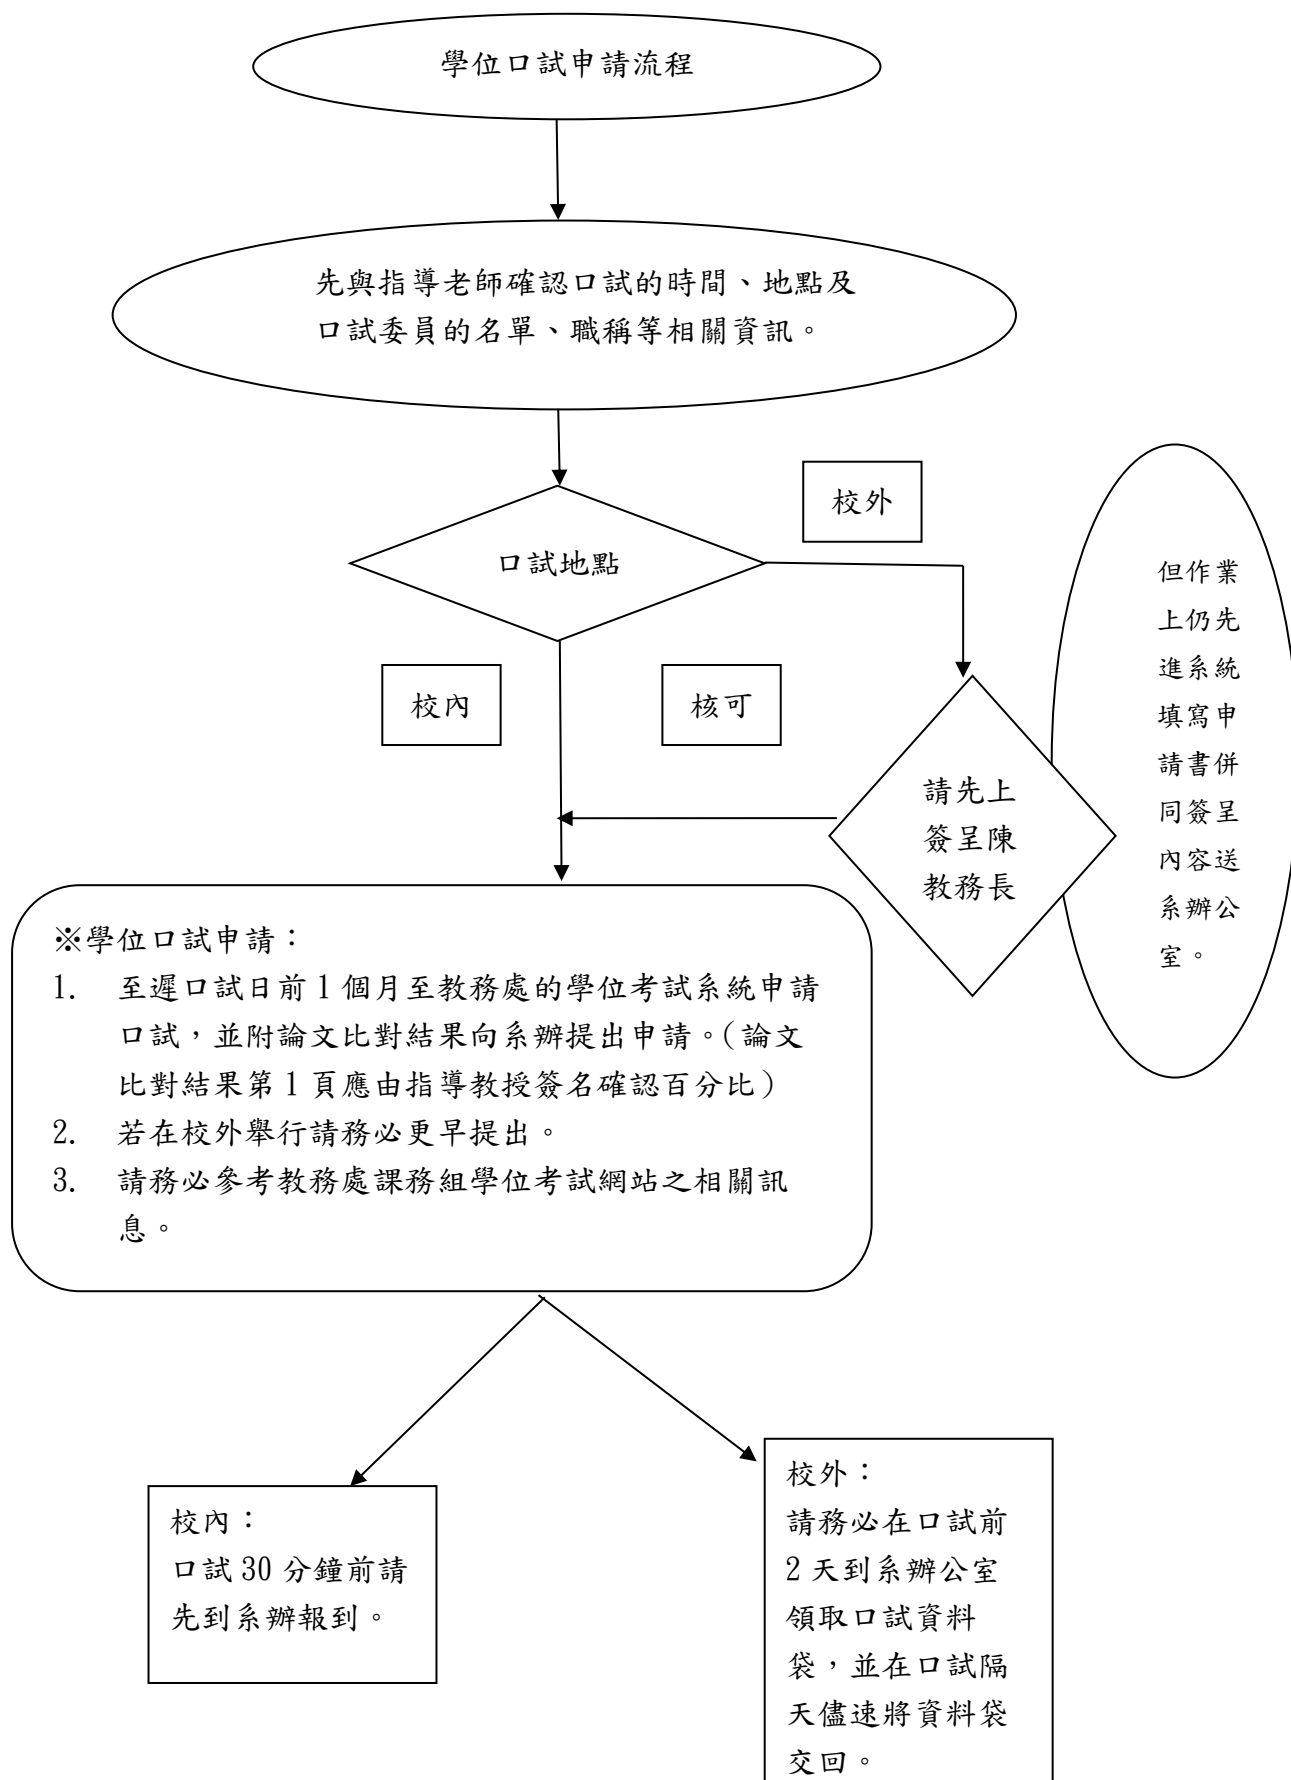 學位口試申請流程
先與指導老師確認口試的時間、地點及
口試委員的名單、職稱等相關資訊。
校外
口試地點
但作業
上仍先
進系統
填寫申
請書併
同簽呈
內容送
系辦公
室。
校內
核可
請先上
簽呈陳
教務長
※學位口試申請：
1. 至遲口試日前1個月至教務處的學位考試系統申請
口試，並附論文比對結果向系辦提出申請。(論文
比對結果第1頁應由指導教授簽名確認百分比)
2. 若在校外舉行請務必更早提出。
3. 請務必參考教務處課務組學位考試網站之相關訊
息。
校內：
口試30分鐘前請
先到系辦報到。
校外：
請務必在口試前
2天到系辦公室
領取口試資料
袋，並在口試隔
天儘速將資料袋
交回。